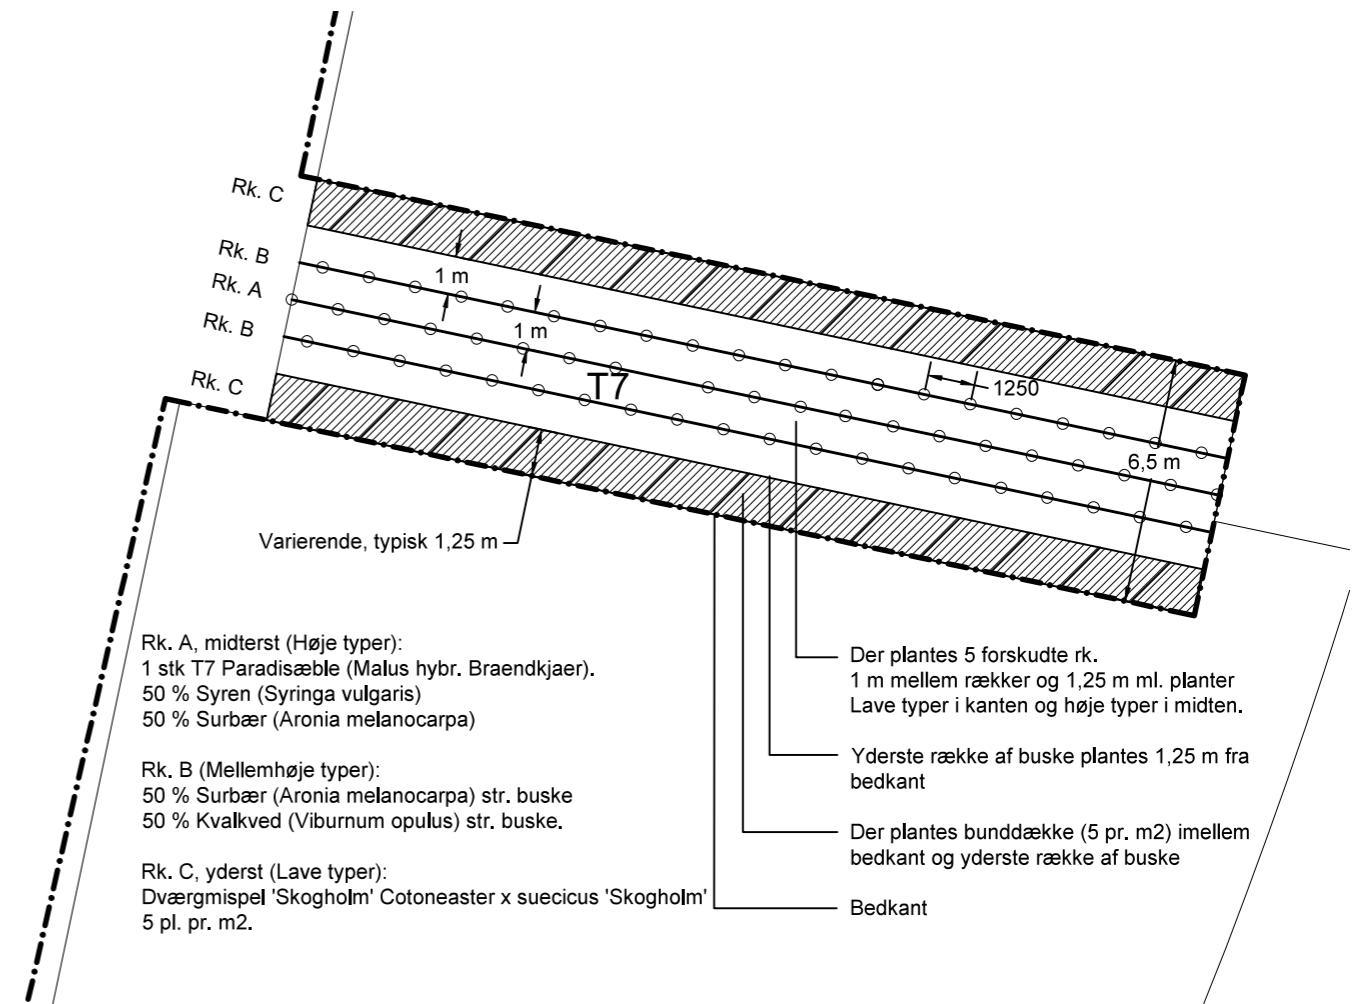 Rk. C
Rk. B
Rk. A
Rk. B
Rk. C
1 m
1 m
T7
1250
6,5 m
Varierende, typisk 1,25 m
Rk. A, midterst (Høje typer):
1 stk T7 Paradisæble (Malus hybr. Braendkjaer).
50 % Syren (Syringa vulgaris)
50 % Surbær (Aronia melanocarpa)
Rk. B (Mellemhøje typer):
50 % Surbær (Aronia melanocarpa) str. buske
50 % Kvalkved (Viburnum opulus) str. buske.
Rk. C, yderst (Lave typer):
Dværgmispel 'Skogholm' Cotoneaster x suecicus 'Skogholm'
5 pl. pr. m2.
Der plantes 5 forskudte rk.
1 m mellem rækker og 1,25 m ml. planter
Lave typer i kanten og høje typer i midten.
Yderste række af buske plantes 1,25 m fra
bedkant
Der plantes bunddække (5 pr. m2) imellem
bedkant og yderste række af buske
Bedkant